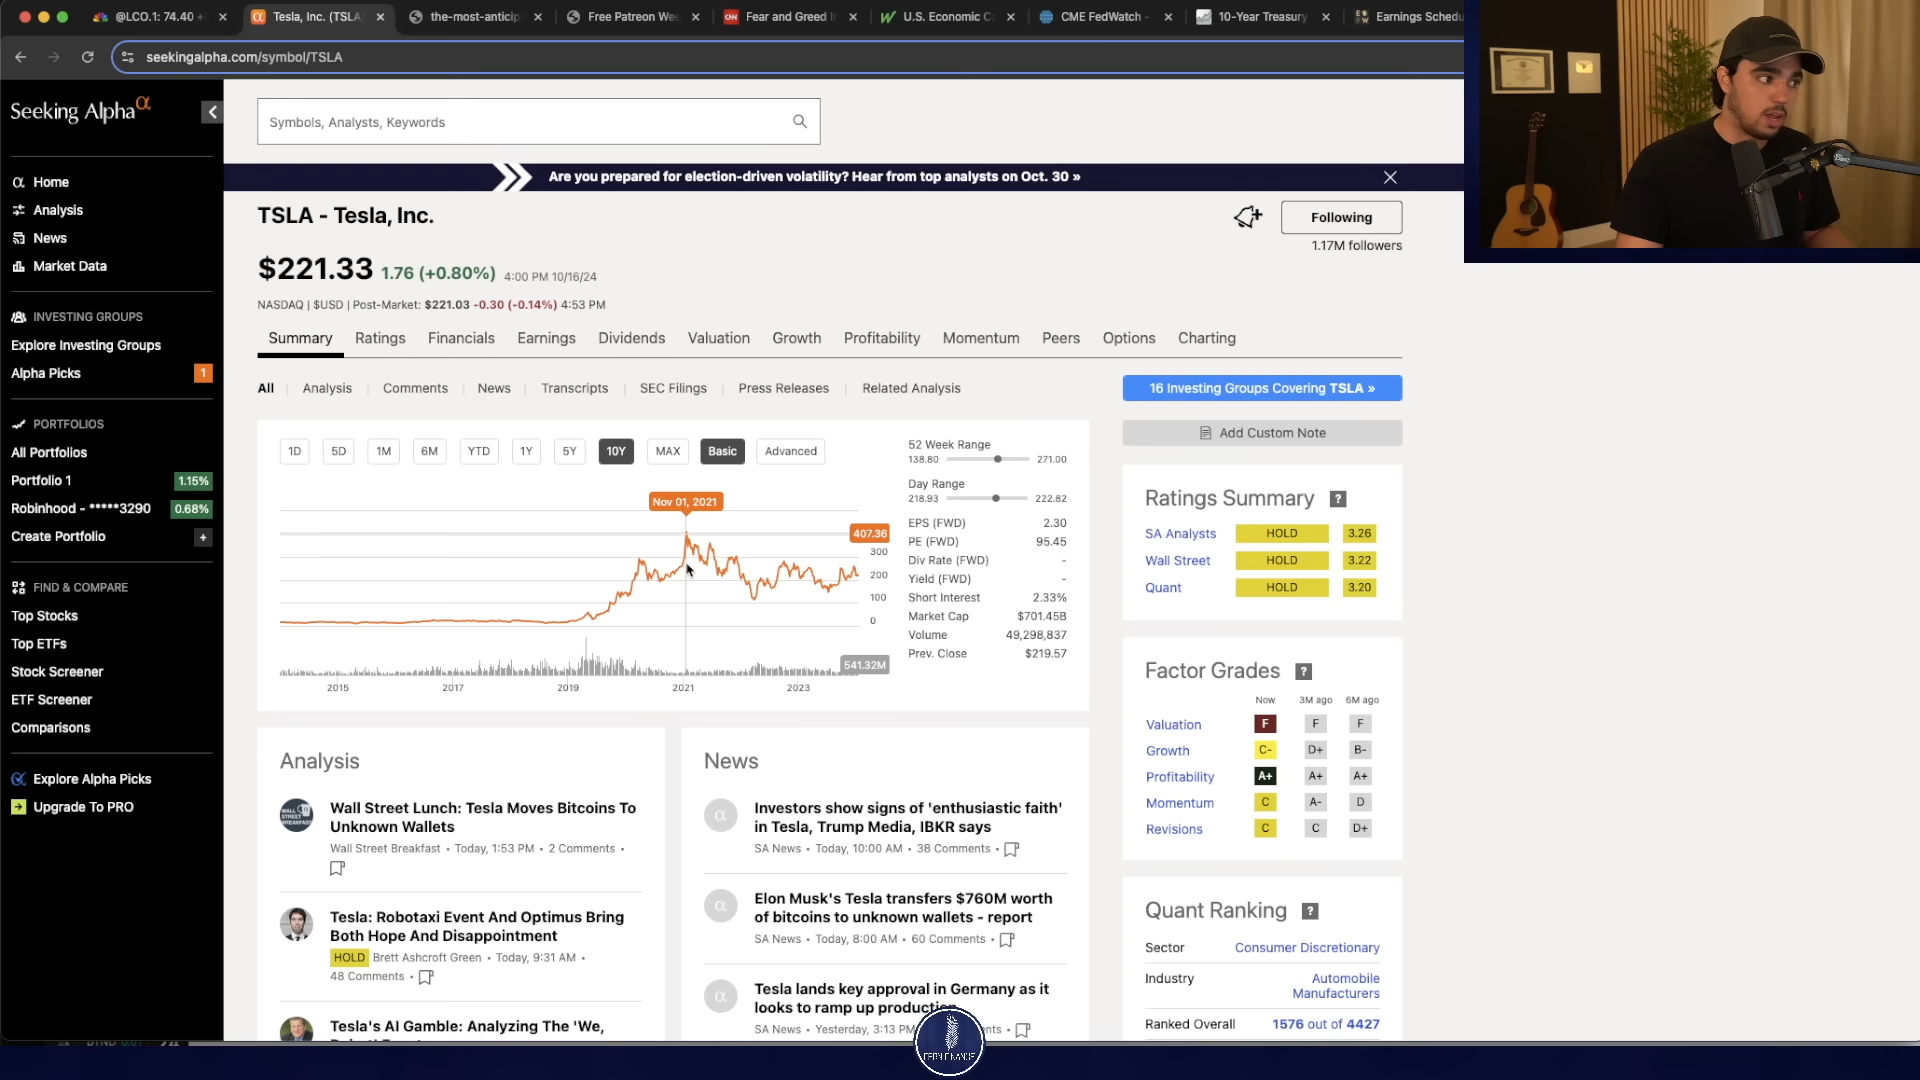 @LCO.1: 74.40 +
Tesla, Inc. (TSLA)
the-most-anticip
Free Patreon We
Fear and Greed I
U.S. Economic C
CME FedWatch -
10-Year Treasury
Earnings Schedu
seekingalpha.com/symbol/TSLA
Seeking Alpha α
Symbols, Analysts, Keywords
Are you prepared for election-driven volatility? Hear from top analysts on Oct. 30 »
Home
Analysis
News
Market Data
INVESTING GROUPS
Explore Investing Groups
Alpha Picks 1
PORTFOLIOS
All Portfolios
Portfolio 1 1.15%
Robinhood - *****3290 0.68%
Create Portfolio +
FIND & COMPARE
Top Stocks
Top ETFs
Stock Screener
ETF Screener
Comparisons
Explore Alpha Picks
Upgrade To PRO
TSLA - Tesla, Inc.
Following
1.17M followers
$221.33 1.76 (+0.80%) 4:00 PM 10/16/24
NASDAQ | $USD | Post-Market: $221.03 -0.30 (-0.14%) 4:53 PM
Summary Ratings Financials Earnings Dividends Valuation Growth Profitability Momentum Peers Options Charting
All Analysis Comments News Transcripts SEC Filings Press Releases Related Analysis
16 Investing Groups Covering TSLA »
Add Custom Note
1D 5D 1M 6M YTD 1Y 5Y 10Y MAX Basic Advanced
Nov 01, 2021
407.36
300
200
100
0
541.32M
2015 2017 2019 2021 2023
52 Week Range
138.80 271.00
Day Range
218.93 222.82
EPS (FWD) 2.30
PE (FWD) 95.45
Div Rate (FWD) -
Yield (FWD) -
Short Interest 2.33%
Market Cap $701.45B
Volume 49,298,837
Prev. Close $219.57
Ratings Summary ?
SA Analysts HOLD 3.26
Wall Street HOLD 3.22
Quant HOLD 3.20
Factor Grades ?
Now 3M ago 6M ago
Valuation F F F
Growth C- D+ B-
Profitability A+ A+ A+
Momentum C A- D
Revisions C C D+
Quant Ranking ?
Sector Consumer Discretionary
Industry Automobile
Manufacturers
Ranked Overall 1576 out of 4427
Analysis
Wall Street Lunch: Tesla Moves Bitcoins To
Unknown Wallets
Wall Street Breakfast • Today, 1:53 PM • 2 Comments •
Tesla: Robotaxi Event And Optimus Bring
Both Hope And Disappointment
HOLD Brett Ashcroft Green • Today, 9:31 AM •
48 Comments •
Tesla's AI Gamble: Analyzing The 'We,
News
Investors show signs of 'enthusiastic faith'
in Tesla, Trump Media, IBKR says
SA News • Today, 10:00 AM • 38 Comments •
Elon Musk's Tesla transfers $760M worth
of bitcoins to unknown wallets - report
SA News • Today, 8:00 AM • 60 Comments •
Tesla lands key approval in Germany as it
looks to ramp up production
SA News • Yesterday, 3:13 PM